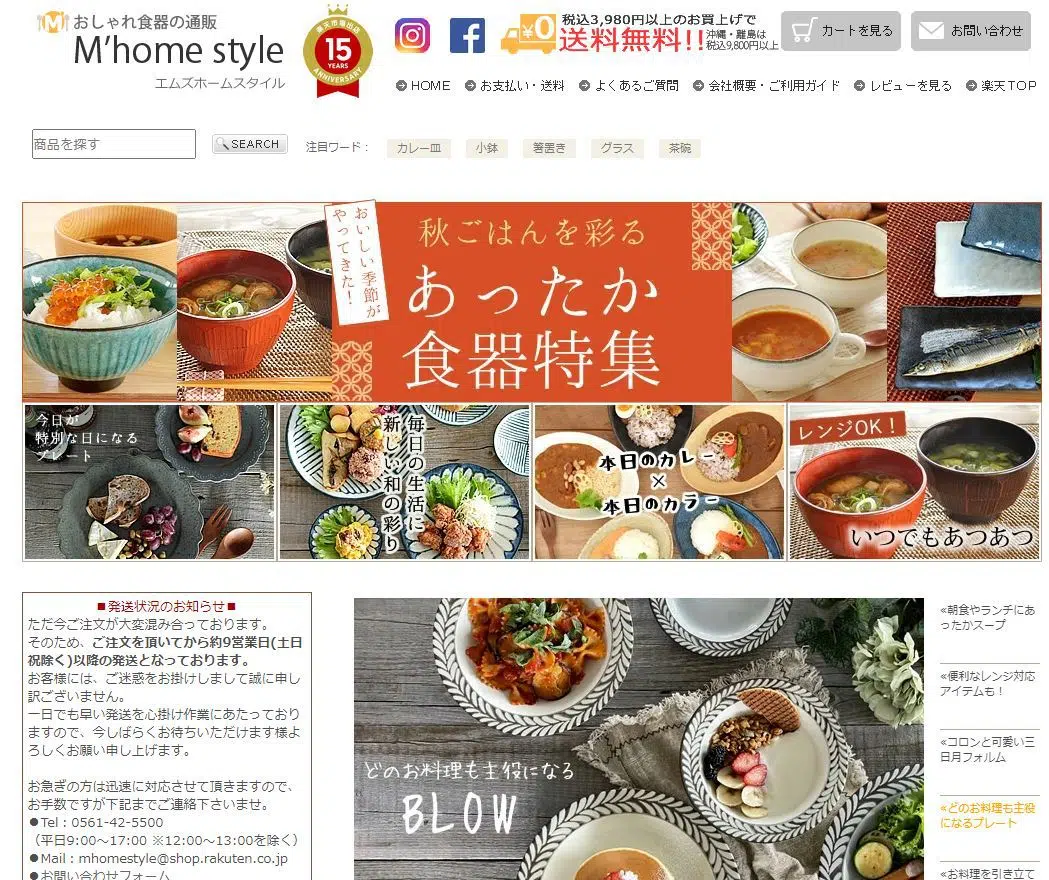 おしゃれ食器の通販
M'home style
エムズホームスタイル
楽天市場出店
15
YEARS
ANNIVERSARY
¥0
税込3,980円以上のお買上げで
送料無料!!
沖縄・離島は
税込9,800円以上
カートを見る
お問い合わせ
HOME
お支払い・送料
よくあるご質問
会社概要・ご利用ガイド
レビューを見る
楽天TOP
商品を探す
SEARCH
注目ワード：
カレー皿
小鉢
箸置き
グラス
茶碗
おいしい季節が
やってきた！
秋ごはんを彩る
あったか
食器特集
今日が
特別な日になる
プレート
毎日の生活に
新しい和の彩り
本日のカレー
×
本日のカラー
レンジOK！
いつでもあつあつ
■発送状況のお知らせ■
ただ今ご注文が大変混み合っております。
そのため、ご注文を頂いてから約9営業日(土日
祝除く)以降の発送となっております。
お客様には、ご迷惑をお掛けしまして誠に申し
訳ございません。
一日でも早い発送を心掛け作業にあたっており
ますので、今しばらくお待ちいただけます様よ
ろしくお願い申し上げます。
お急ぎの方は迅速に対応させて頂きますので、
お手数ですが下記までご連絡下さいませ。
●Tel：0561-42-5500
（平日9:00～17:00 ※12:00～13:00を除く）
●Mail：mhomestyle@shop.rakuten.co.jp
●お問い合わせフォーム
どのお料理も主役になる
BLOW
«朝食やランチにあ
ったかスープ
«便利なレンジ対応
アイテムも！
«コロンと可愛い三
日月フォルム
«どのお料理も主役
になるプレート
«お料理を引き立て